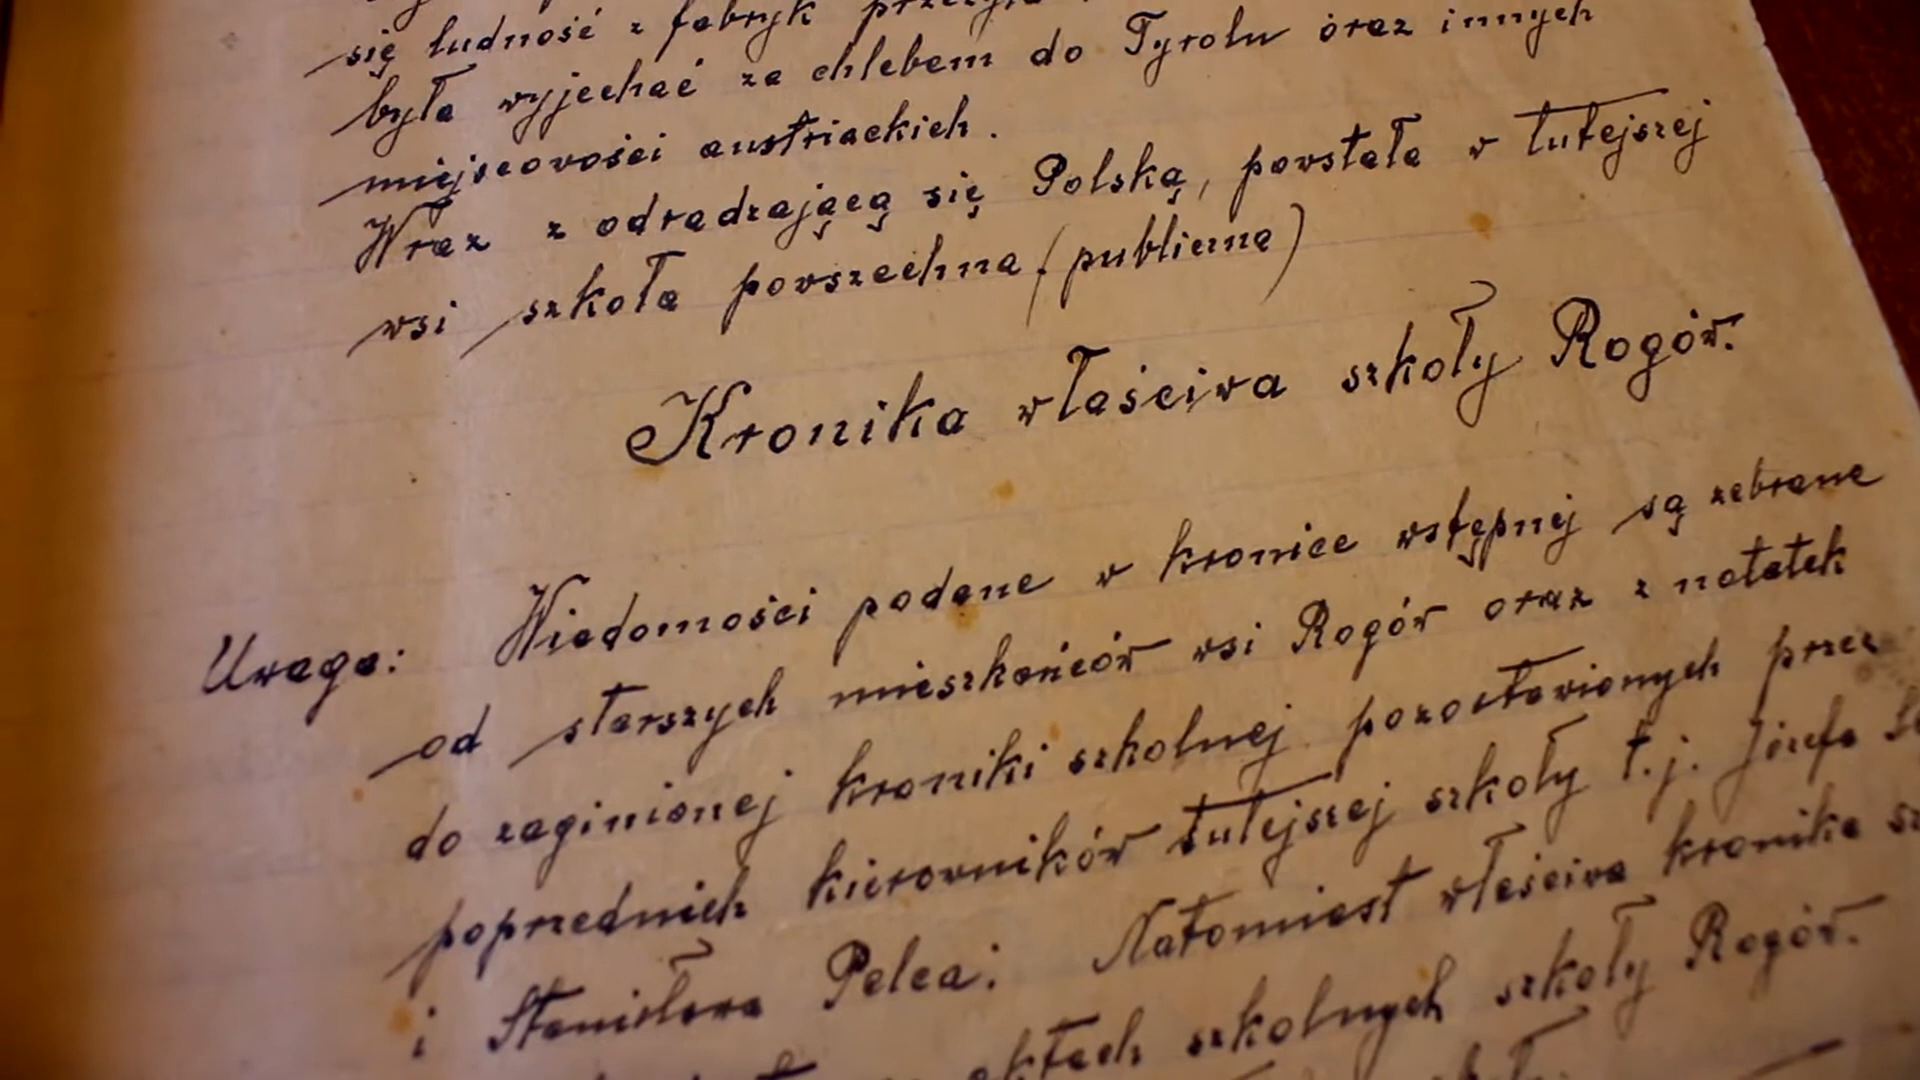 się ludność z fabryk
była wyjechać za chlebem do Tyrolu oraz innych
miejscowości austriackich.
Wraz z odradzającą się Polską, powstała w tutejszej
wsi szkoła powszechna (publiczna)
Kronika właściwa szkoły Rogów.
Uwaga: Wiadomości podane w kronice wstępnej są zebrane
od starszych mieszkańców wsi Rogów oraz z notatek
do zaginionej kroniki szkolnej pozostawionych przez
poprzednich kierowników tutejszej szkoły t.j. Józefa
i Stanisława Pelca. Natomiast właściwa kronika
aktach szkolnych szkoły Rogów.